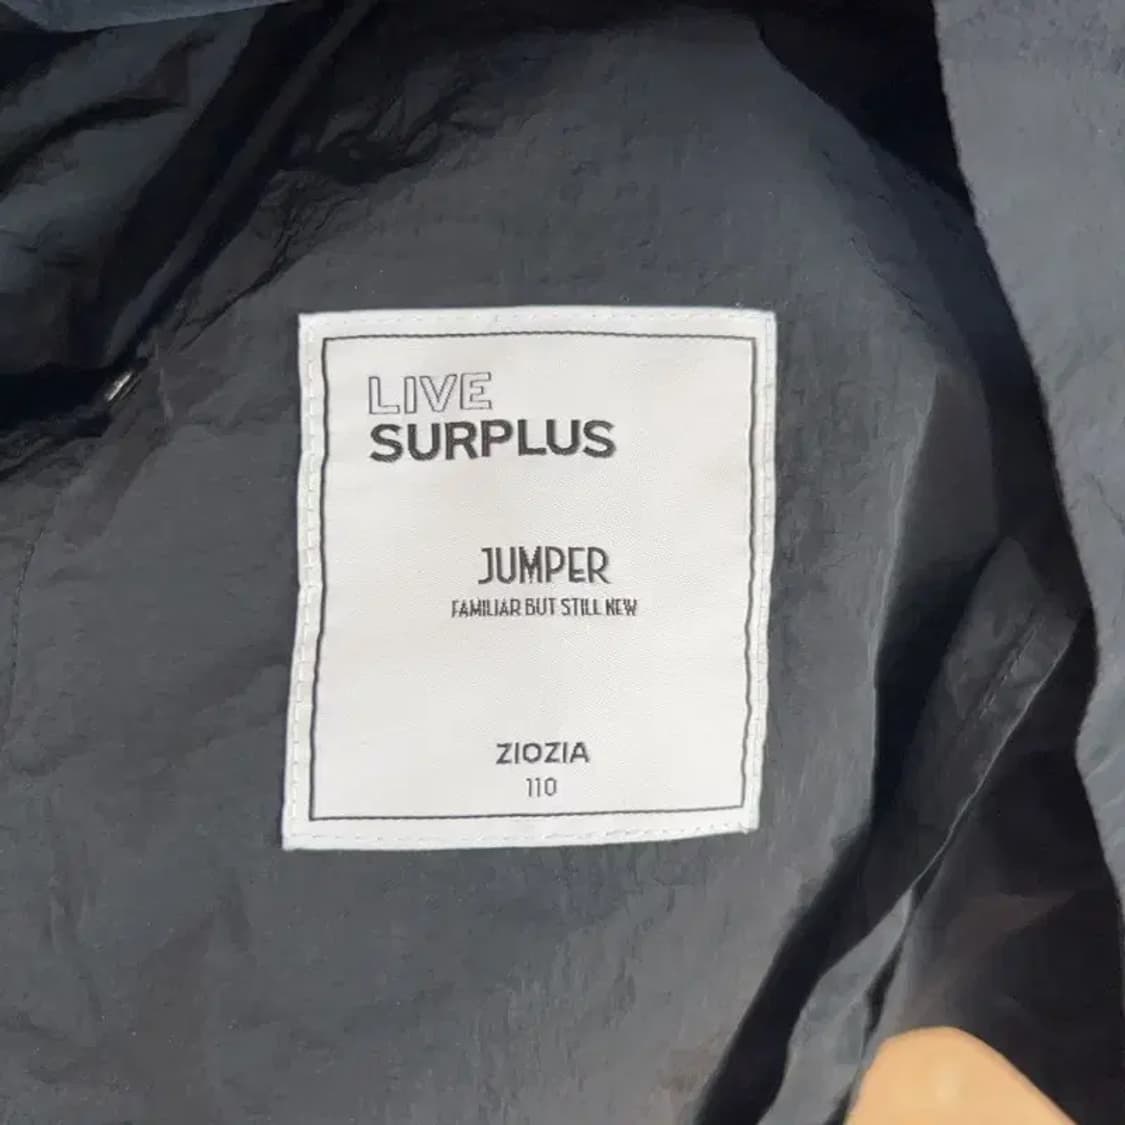 LIVE
SURPLUS
JUMPER
FAMILIAR BUT STILL NEW
ZIOZIA
110